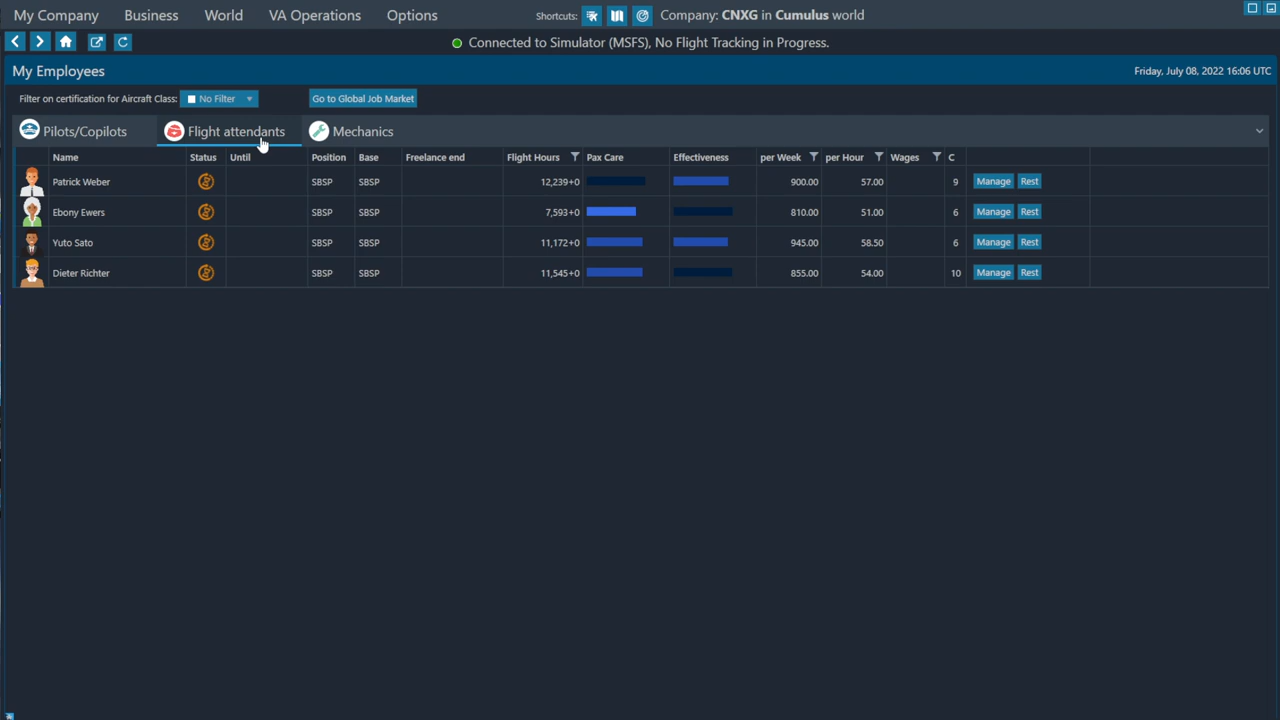 My Company Business World VA Operations Options Shortcuts: Company: CNXG in Cumulus world
Connected to Simulator (MSFS), No Flight Tracking in Progress.
My Employees Friday, July 08, 2022 16:06 UTC
Filter on certification for Aircraft Class: No Filter Go to Global Job Market
Pilots/Copilots Flight attendants Mechanics
Name Status Until Position Base Freelance end Flight Hours Pax Care Effectiveness per Week per Hour Wages C
Patrick Weber SBSP SBSP 12,239+0 900.00 57.00 9 Manage Rest
Ebony Ewers SBSP SBSP 7,593+0 810.00 51.00 6 Manage Rest
Yuto Sato SBSP SBSP 11,172+0 945.00 58.50 6 Manage Rest
Dieter Richter SBSP SBSP 11,545+0 855.00 54.00 10 Manage Rest